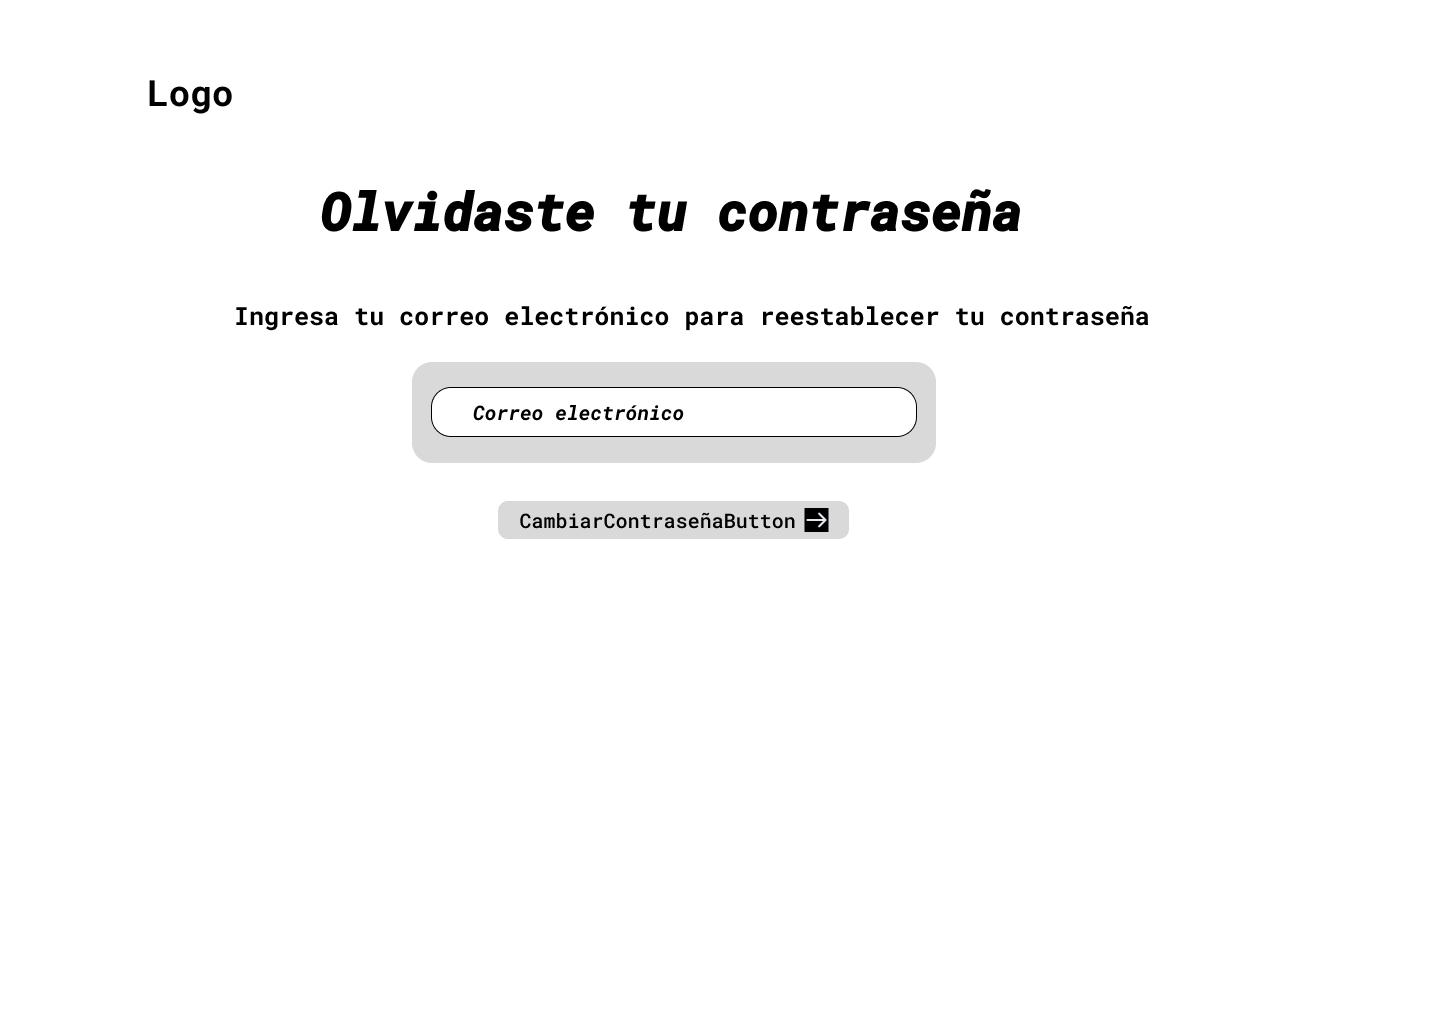 Logo
Olvidaste tu contraseña
Ingresa tu correo electrónico para reestablecer tu contraseña
Correo electrónico
CambiarContraseñaButton